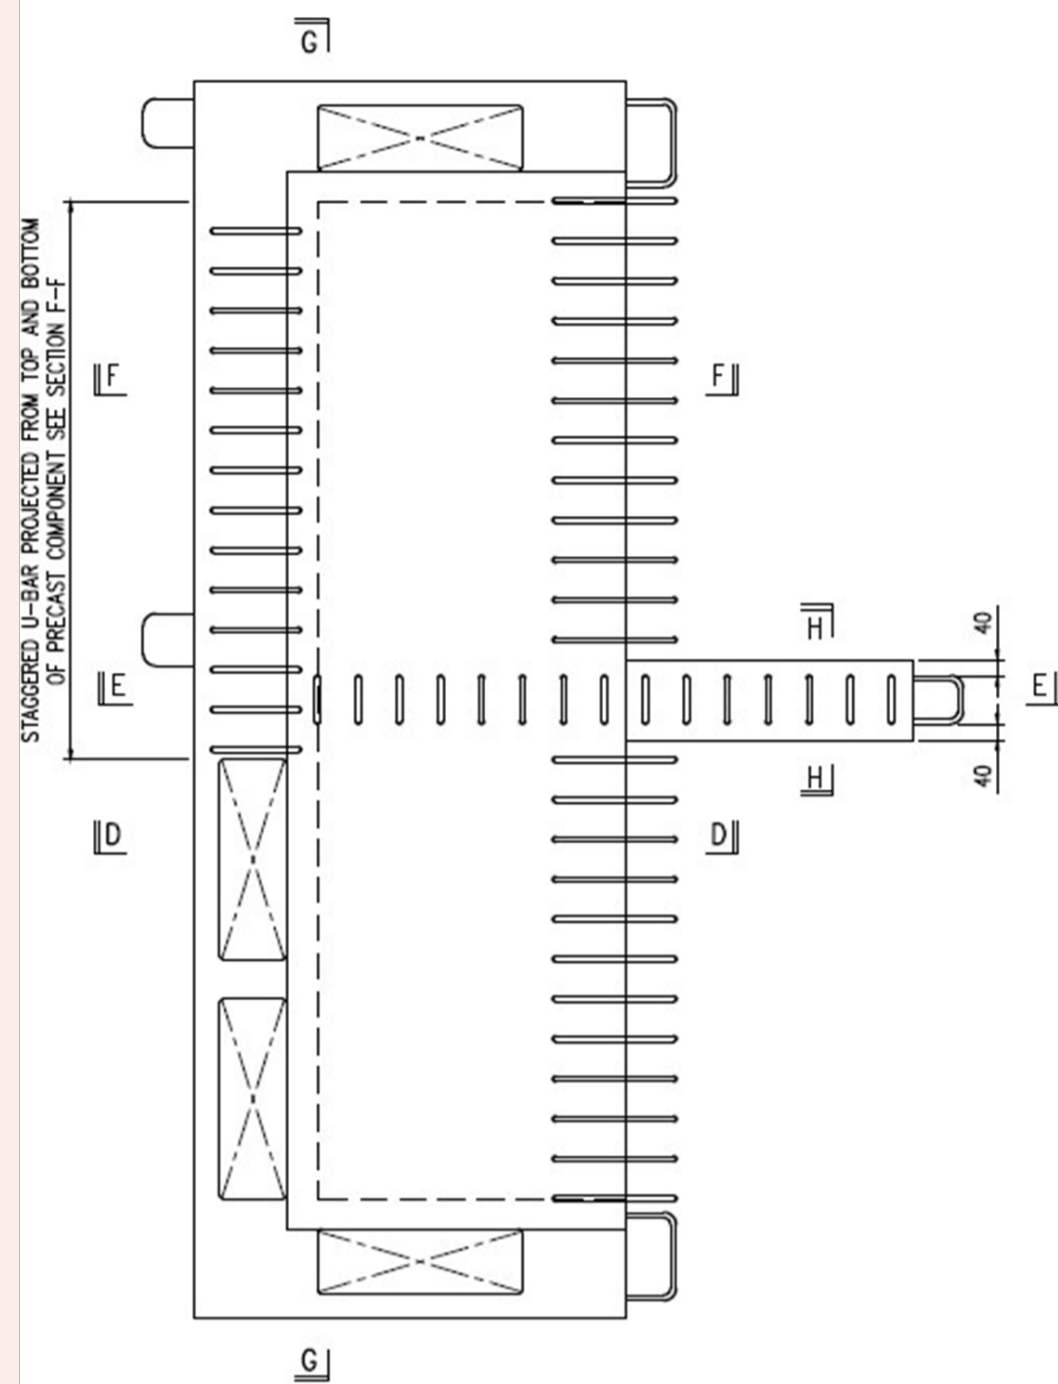 G
STAGGERED U-BAR PROJECTED FROM TOP AND BOTTOM
OF PRECAST COMPONENT SEE SECTION F-F
F
F
H
40
E
E
H
40
D
D
G